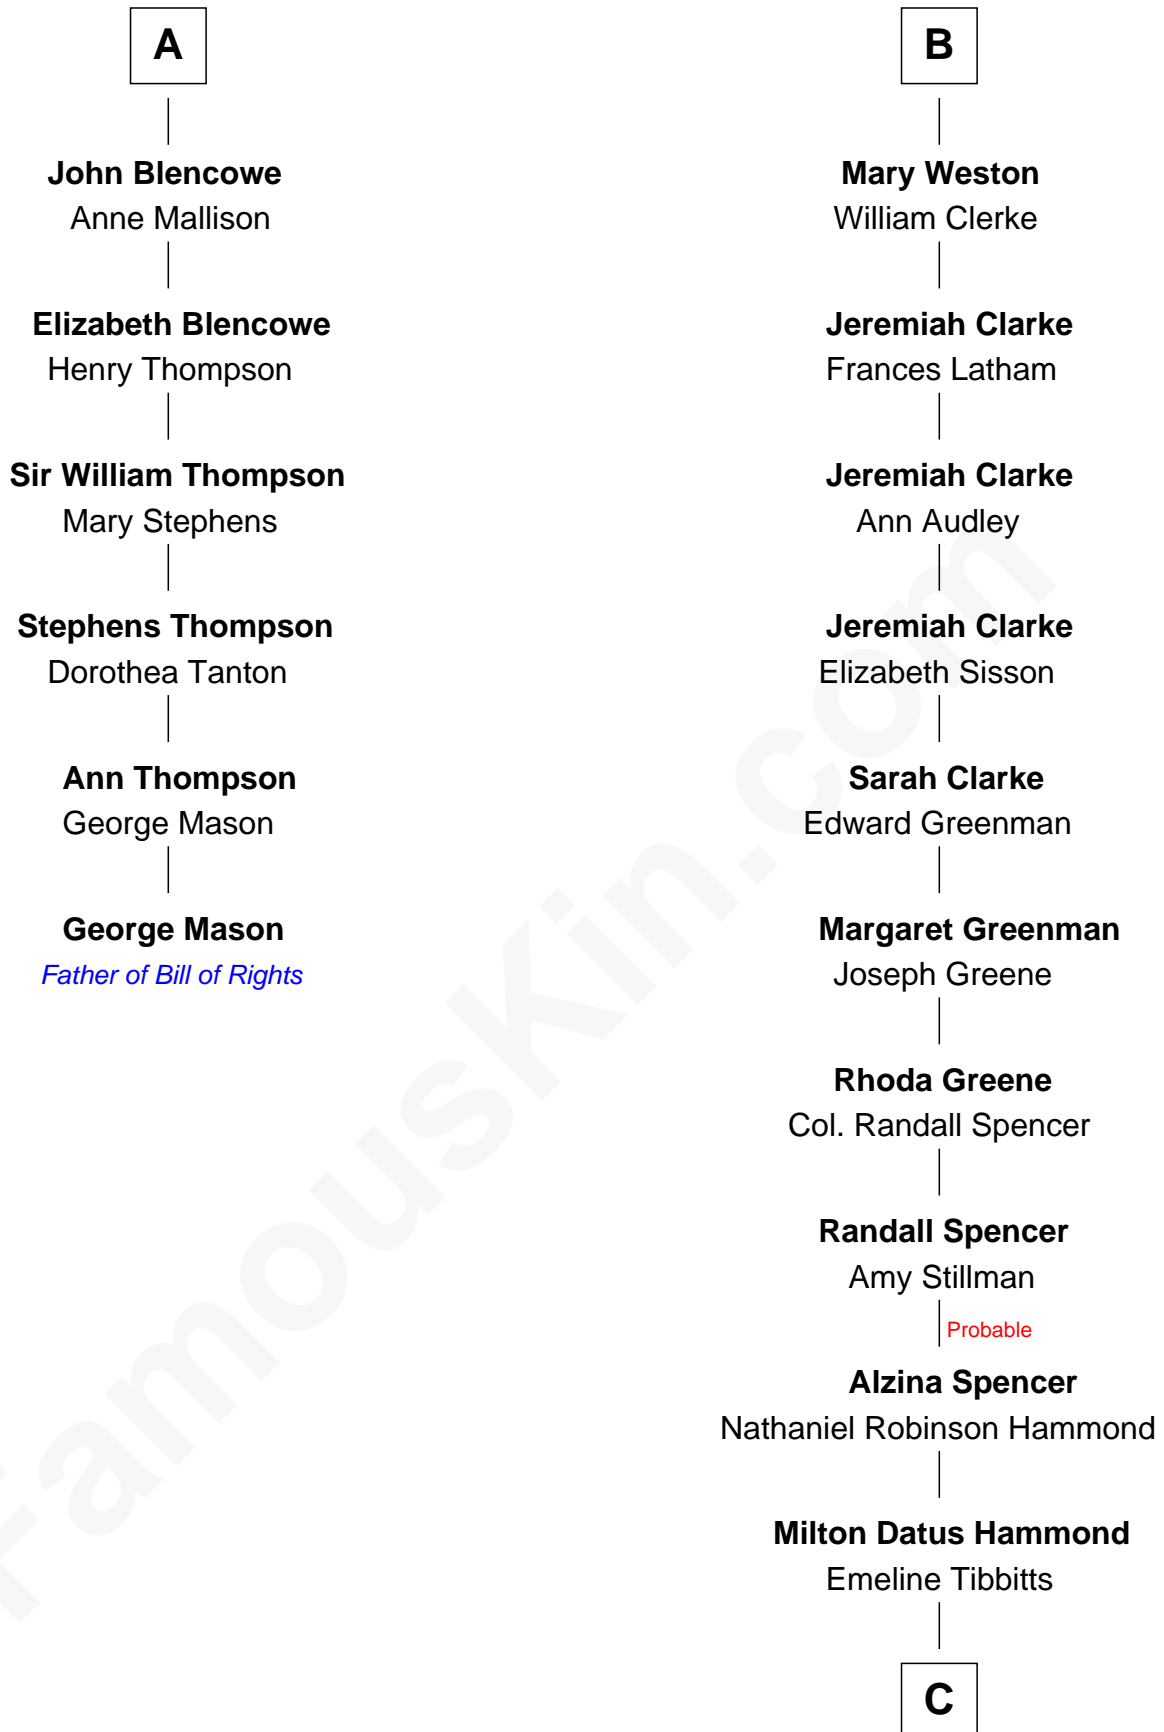 A
John Blencowe
Anne Mallison
Elizabeth Blencowe
Henry Thompson
Sir William Thompson
Mary Stephens
Stephens Thompson
Dorothea Tanton
Ann Thompson
George Mason
George Mason
Father of Bill of Rights
B
Mary Weston
William Clerke
Jeremiah Clarke
Frances Latham
Jeremiah Clarke
Ann Audley
Jeremiah Clarke
Elizabeth Sisson
Sarah Clarke
Edward Greenman
Margaret Greenman
Joseph Greene
Rhoda Greene
Col. Randall Spencer
Randall Spencer
Amy Stillman
Probable
Alzina Spencer
Nathaniel Robinson Hammond
Milton Datus Hammond
Emeline Tibbitts
C
FamousKin.com